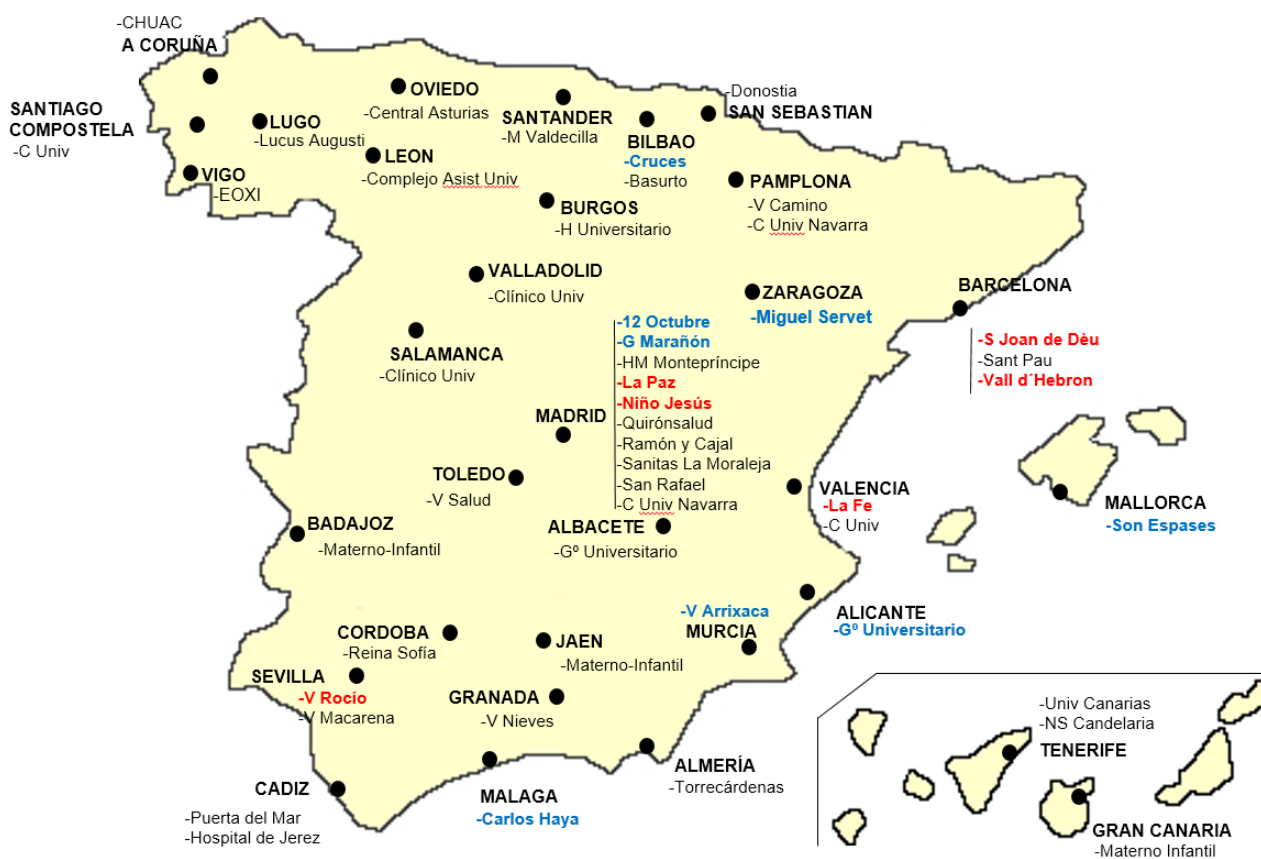 -CHUAC
A CORUÑA
SANTIAGO
COMPOSTELA
-C Univ
LUGO
-Lucus Augusti
VIGO
-EOXI
OVIEDO
-Central Asturias
LEON
-Complejo Asist Univ
SANTANDER
-M Valdecilla
BILBAO
-Cruces
-Basurto
-Donostia
SAN SEBASTIAN
PAMPLONA
-V Camino
-C Univ Navarra
BURGOS
-H Universitario
VALLADOLID
-Clínico Univ
SALAMANCA
-Clínico Univ
ZARAGOZA
-Miguel Servet
BARCELONA
-S Joan de Dèu
-Sant Pau
-Vall d´Hebron
MADRID
-12 Octubre
-G Marañón
-HM Montepríncipe
-La Paz
-Niño Jesús
-Quirónsalud
-Ramón y Cajal
-Sanitas La Moraleja
-San Rafael
-C Univ Navarra
TOLEDO
-V Salud
BADAJOZ
-Materno-Infantil
ALBACETE
-Gº Universitario
VALENCIA
-La Fe
-C Univ
MALLORCA
-Son Espases
ALICANTE
-Gº Universitario
-V Arrixaca
MURCIA
CORDOBA
-Reina Sofía
JAEN
-Materno-Infantil
SEVILLA
-V Rocío
-V Macarena
GRANADA
-V Nieves
CADIZ
-Puerta del Mar
-Hospital de Jerez
MALAGA
-Carlos Haya
ALMERÍA
-Torrecárdenas
-Univ Canarias
-NS Candelaria
TENERIFE
GRAN CANARIA
-Materno Infantil